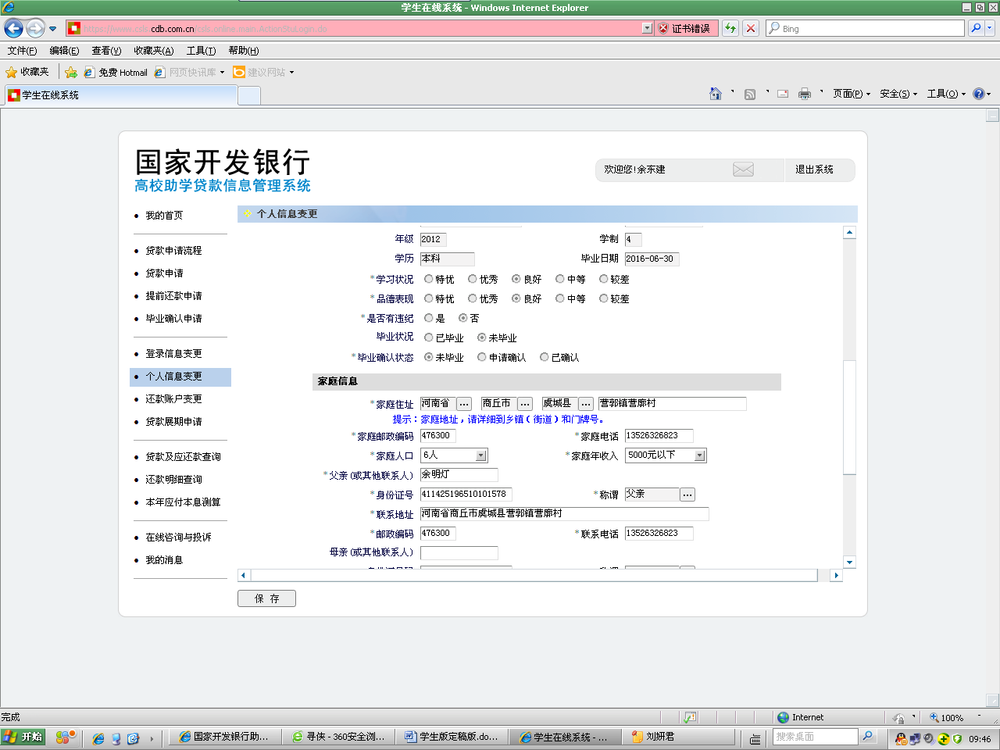 学生在线系统 - Windows Internet Explorer
https://www.csls.cdb.com.cn/csls.online.main.ActionStuLogin.do
证书错误
Bing
文件(F) 编辑(E) 查看(V) 收藏夹(A) 工具(T) 帮助(H)
收藏夹 免费 Hotmail 网页快讯库 建议网站
学生在线系统
页面(P) 安全(S) 工具(O)
国家开发银行
高校助学贷款信息管理系统
欢迎您!余东建 退出系统
我的首页
贷款申请流程
贷款申请
提前还款申请
毕业确认申请
登录信息变更
个人信息变更
还款账户变更
贷款展期申请
贷款及应还款查询
还款明细查询
本年应付本息测算
在线咨询与投诉
我的消息
个人信息变更
年级 2012 学制 4
学历 本科 毕业日期 2016-06-30
*学习状况 特优 优秀 良好 中等 较差
*品德表现 特优 优秀 良好 中等 较差
*是否有违纪 是 否
毕业状况 已毕业 未毕业
*毕业确认状态 未毕业 申请确认 已确认
家庭信息
*家庭住址 河南省 ... 商丘市 ... 虞城县 ... 营郭镇营廓村
提示：家庭地址，请详细到乡镇（街道）和门牌号。
*家庭邮政编码 476300 *家庭电话 13526326823
*家庭人口 6人 *家庭年收入 5000元以下
*父亲(或其他联系人) 余明灯
*身份证号 411425196510101578 *称谓 父亲 ...
*联系地址 河南省商丘市虞城县营郭镇营廓村
*邮政编码 476300 *联系电话 13526326823
母亲(或其他联系人)
保 存
完成 Internet 100%
开始 国家开发银行助... 寻侠 - 360安全浏... 学生版定稿版.do... 学生在线系统 - ... 刘妍君 搜索桌面 09:46